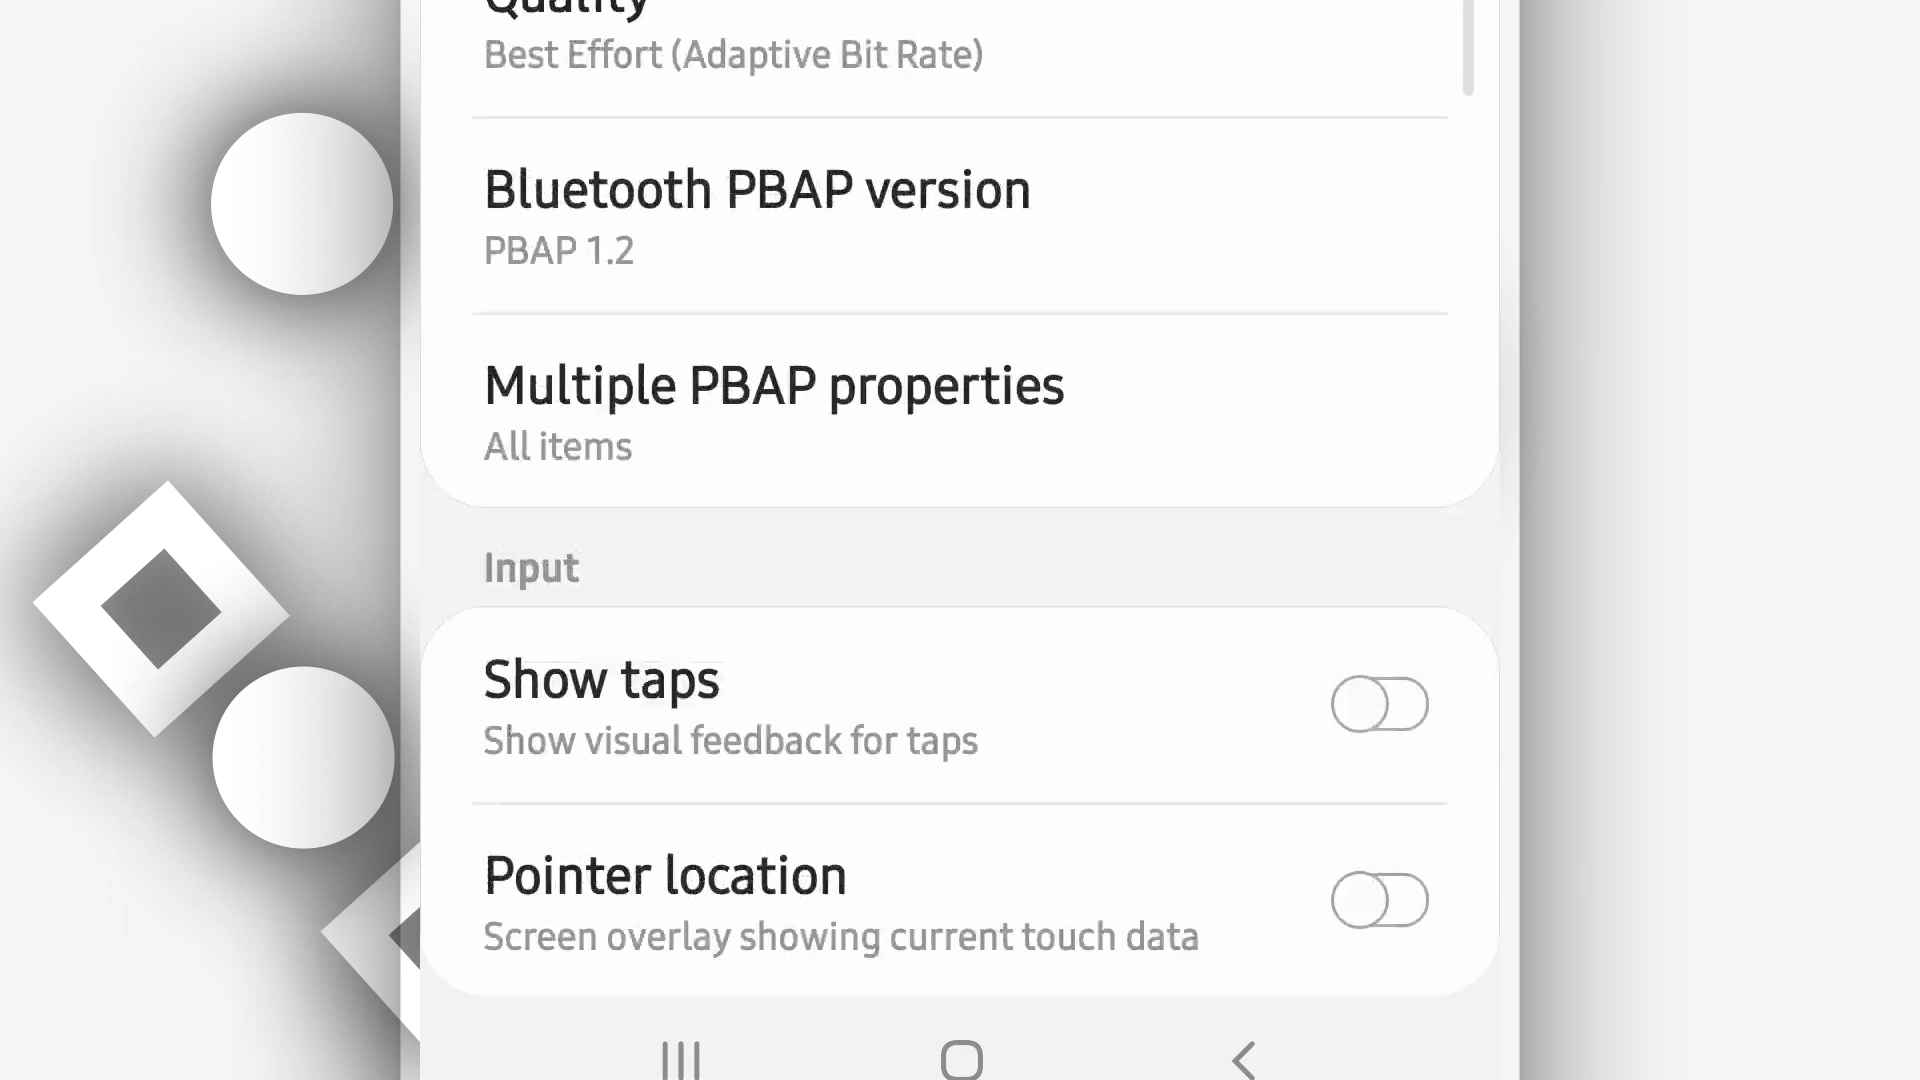 Quality
Best Effort (Adaptive Bit Rate)
Bluetooth PBAP version
PBAP 1.2
Multiple PBAP properties
All items
Input
Show taps
Show visual feedback for taps
Pointer location
Screen overlay showing current touch data